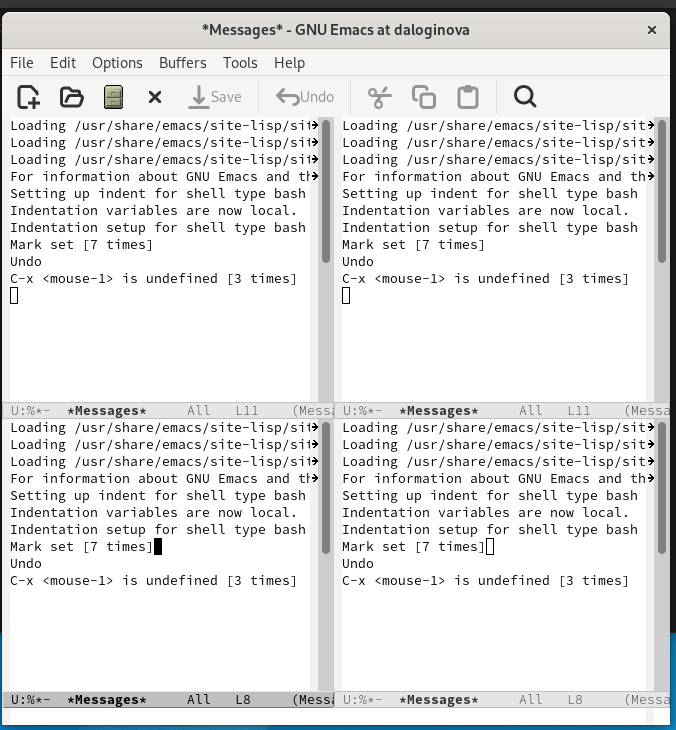 *Messages* - GNU Emacs at daloginova
File Edit Options Buffers Tools Help
Save Undo
Loading /usr/share/emacs/site-lisp/sit
Loading /usr/share/emacs/site-lisp/sit
Loading /usr/share/emacs/site-lisp/sit
For information about GNU Emacs and th
Setting up indent for shell type bash
Indentation variables are now local.
Indentation setup for shell type bash
Mark set [7 times]
Undo
C-x <mouse-1> is undefined [3 times]
U:%*- *Messages* All L11 (Messa
Loading /usr/share/emacs/site-lisp/sit
Loading /usr/share/emacs/site-lisp/sit
Loading /usr/share/emacs/site-lisp/sit
For information about GNU Emacs and th
Setting up indent for shell type bash
Indentation variables are now local.
Indentation setup for shell type bash
Mark set [7 times]
Undo
C-x <mouse-1> is undefined [3 times]
U:%*- *Messages* All L11 (Messa
Loading /usr/share/emacs/site-lisp/sit
Loading /usr/share/emacs/site-lisp/sit
Loading /usr/share/emacs/site-lisp/sit
For information about GNU Emacs and th
Setting up indent for shell type bash
Indentation variables are now local.
Indentation setup for shell type bash
Mark set [7 times]
Undo
C-x <mouse-1> is undefined [3 times]
U:%*- *Messages* All L8 (Messa
Loading /usr/share/emacs/site-lisp/sit
Loading /usr/share/emacs/site-lisp/sit
Loading /usr/share/emacs/site-lisp/sit
For information about GNU Emacs and th
Setting up indent for shell type bash
Indentation variables are now local.
Indentation setup for shell type bash
Mark set [7 times]
Undo
C-x <mouse-1> is undefined [3 times]
U:%*- *Messages* All L8 (Messa